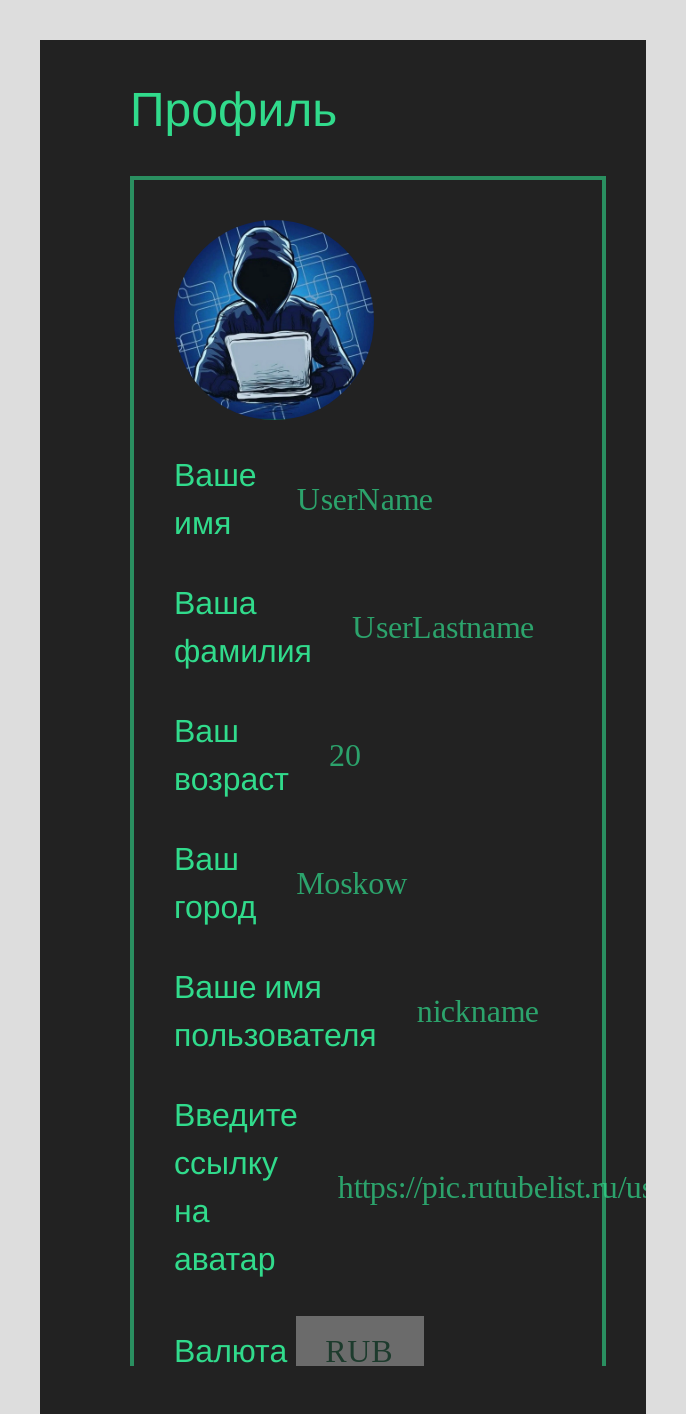 Профиль
Ваше
имя
UserName
Ваша
фамилия
UserLastname
Ваш
возраст
20
Ваш
город
Moskow
Ваше имя
пользователя
nickname
Введите
ссылку
на
аватар
https://pic.rutubelist.ru/us
Валюта
RUB